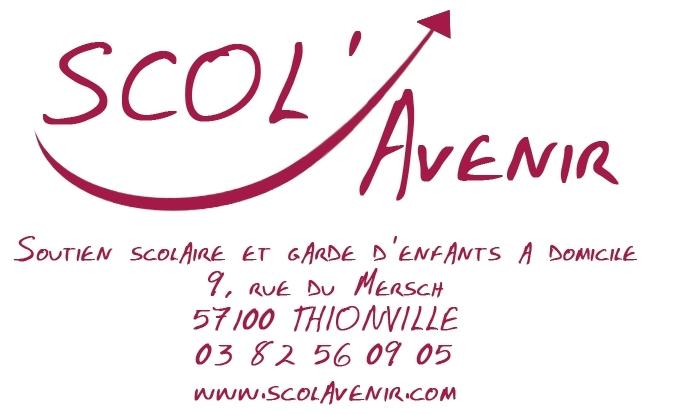 SCOL'
AVENIR
SOUTIEN SCOLAIRE ET GARDE D'ENFANTS A DOMICILE
9, RUE DU MERSCH
57100 THIONVILLE
03 82 56 09 05
WWW.SCOLAVENIR.COM